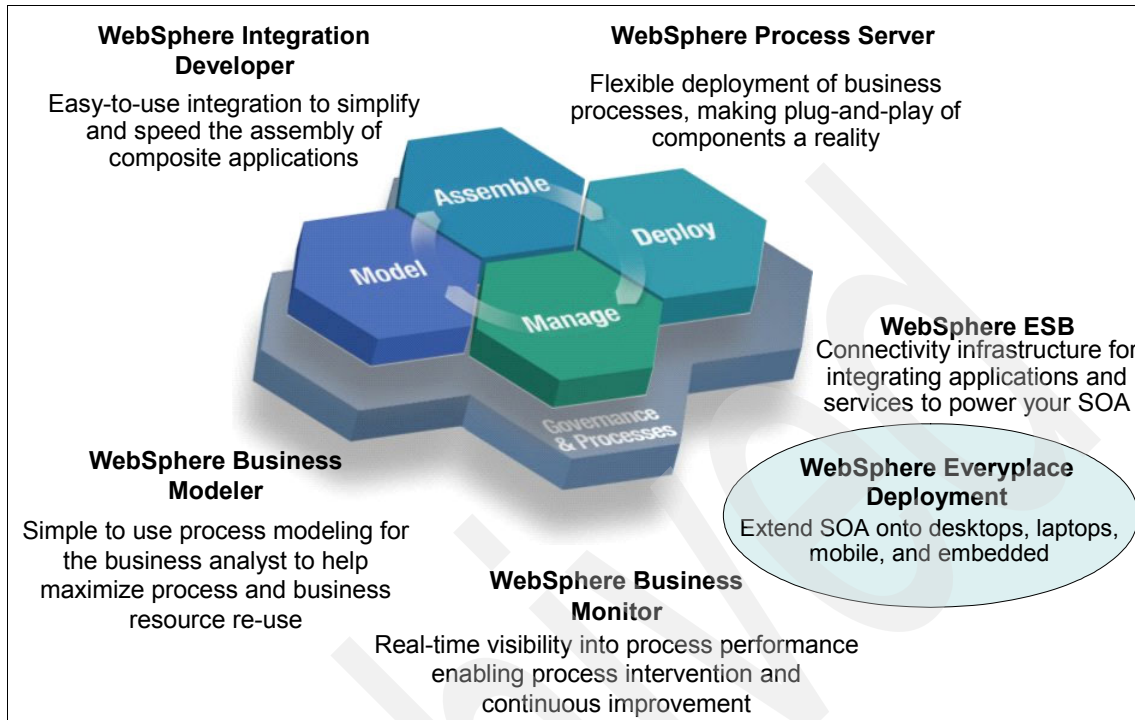 WebSphere Integration
Developer
Easy-to-use integration to simplify
and speed the assembly of
composite applications
WebSphere Process Server
Flexible deployment of business
processes, making plug-and-play of
components a reality
Assemble
Deploy
Model
Manage
Governance
& Processes
WebSphere ESB
Connectivity infrastructure for
integrating applications and
services to power your SOA
WebSphere Everyplace
Deployment
Extend SOA onto desktops, laptops,
mobile, and embedded
WebSphere Business
Modeler
Simple to use process modeling for
the business analyst to help
maximize process and business
resource re-use
WebSphere Business
Monitor
Real-time visibility into process performance
enabling process intervention and
continuous improvement